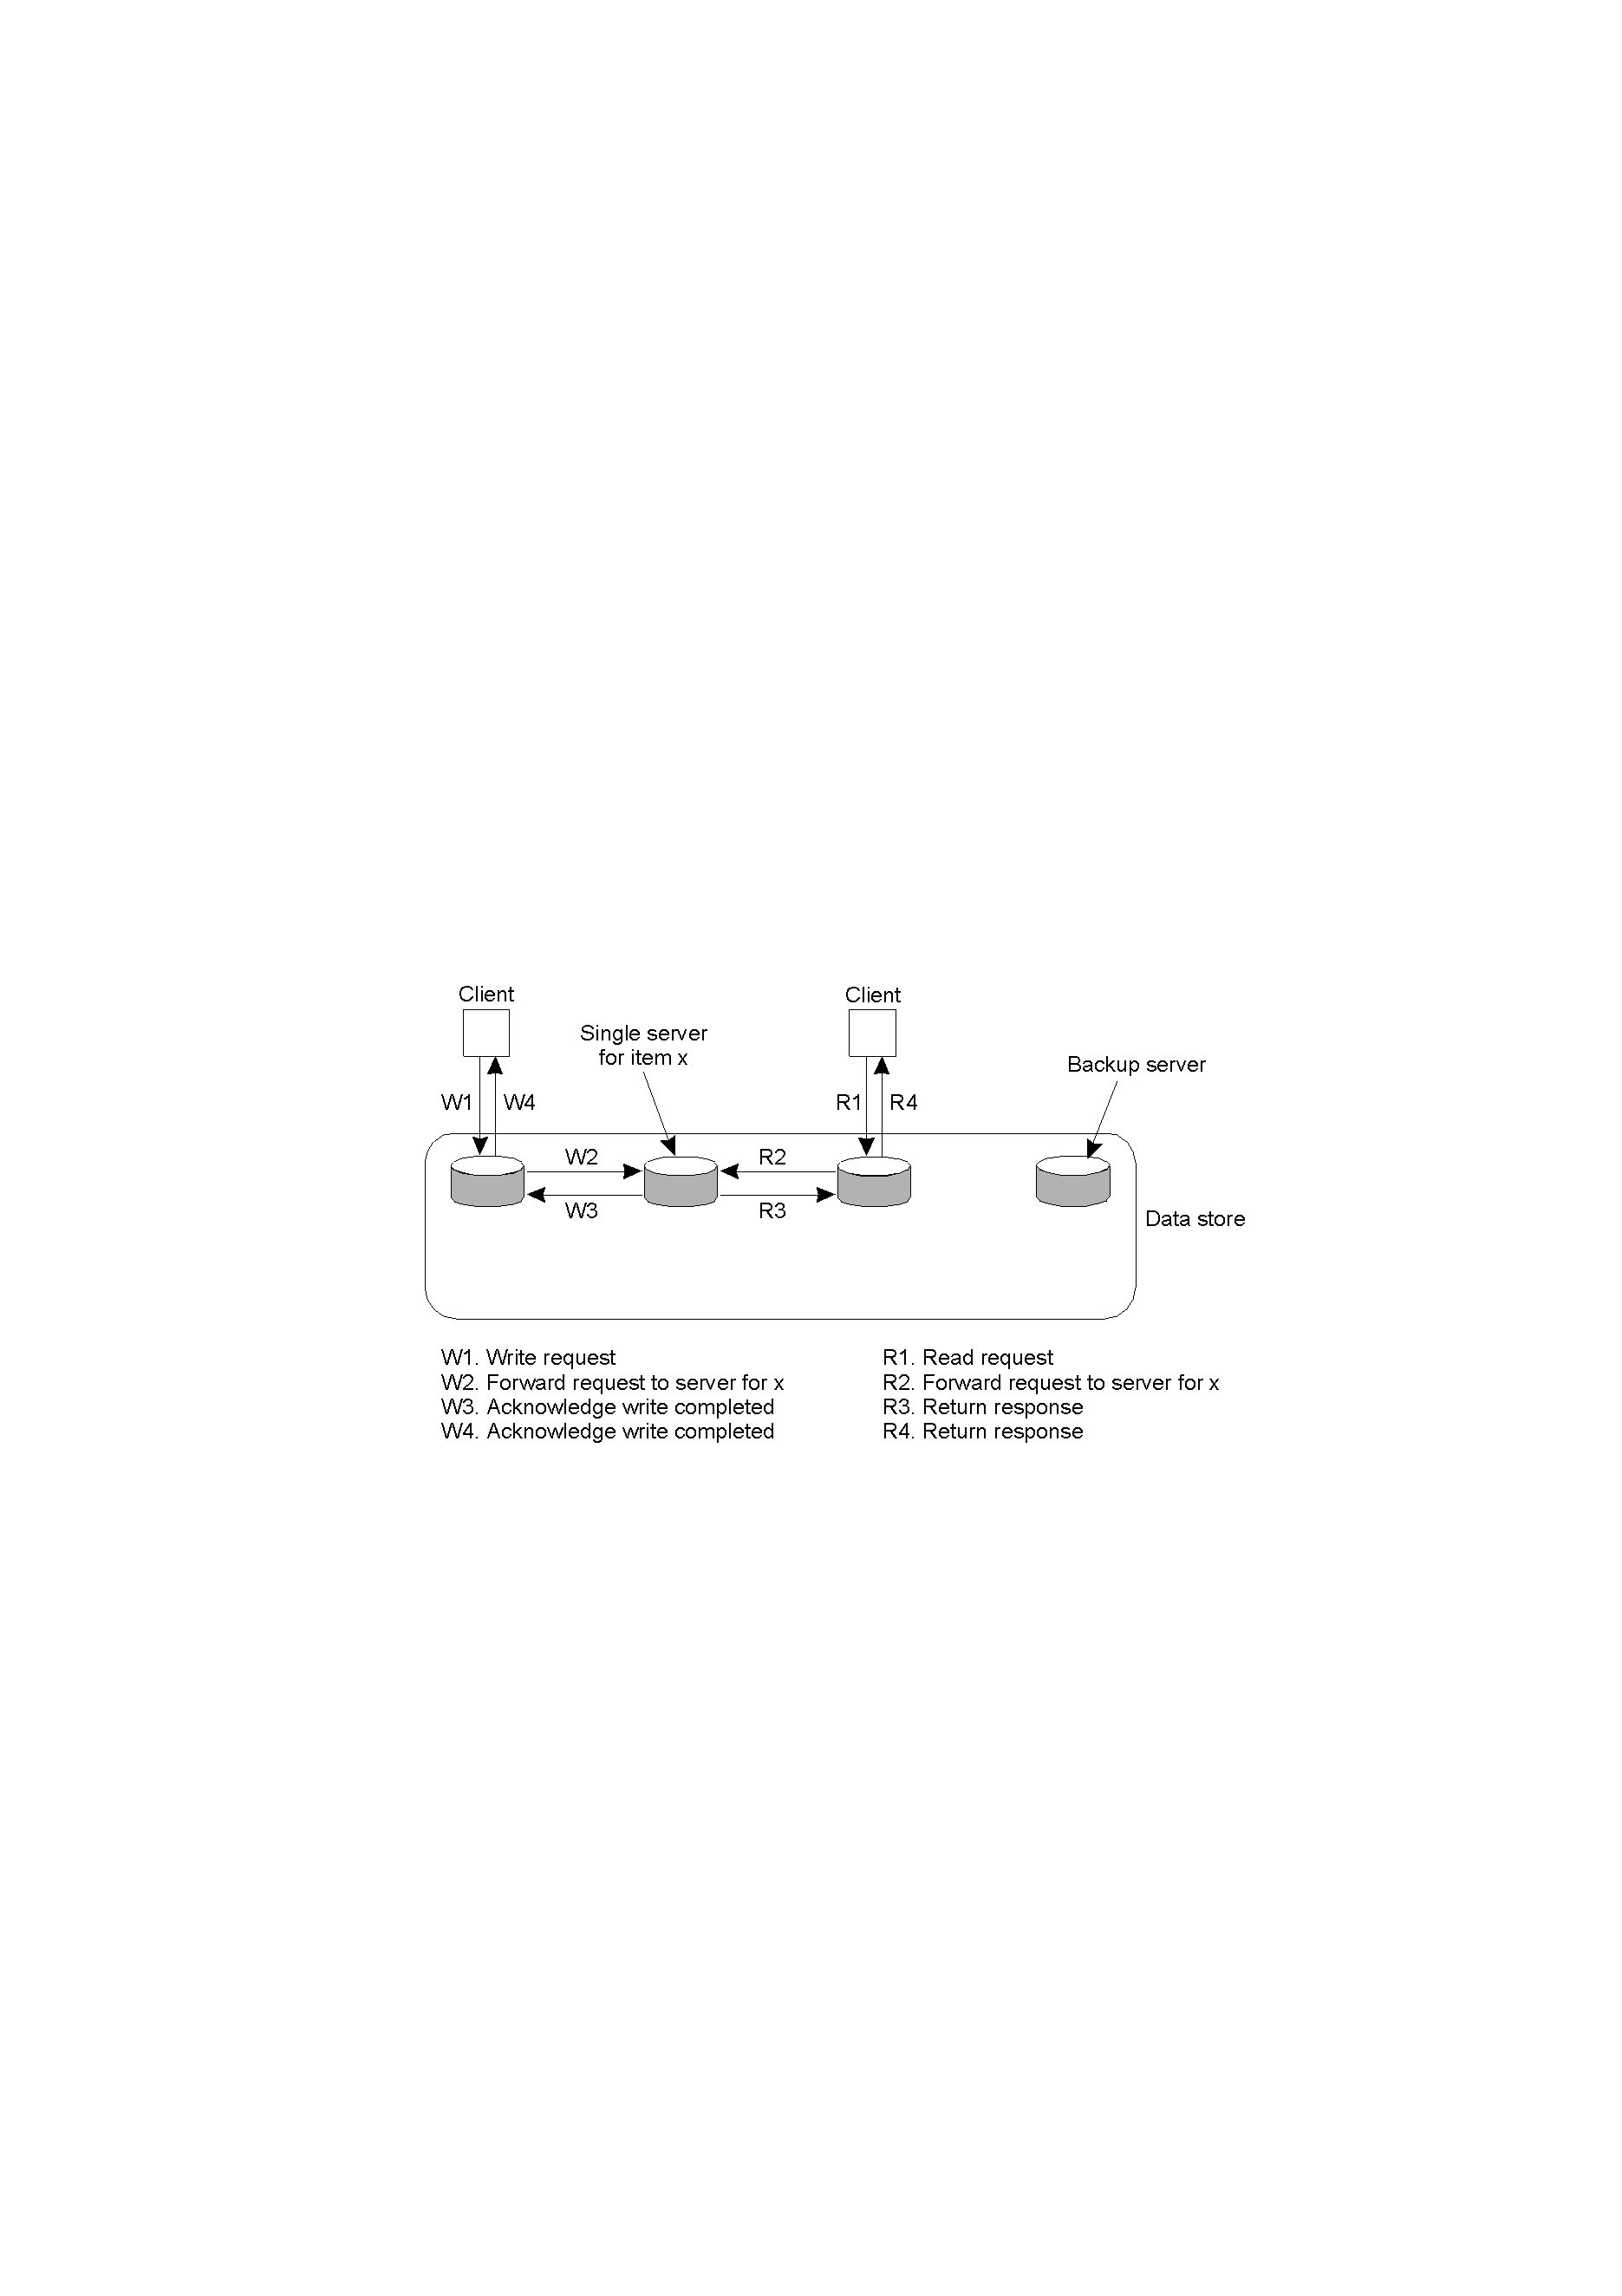 Client
Client
Single server
for item x
Backup server
W1
W4
R1
R4
W2
R2
W3
R3
Data store
W1. Write request
W2. Forward request to server for x
W3. Acknowledge write completed
W4. Acknowledge write completed
R1. Read request
R2. Forward request to server for x
R3. Return response
R4. Return response